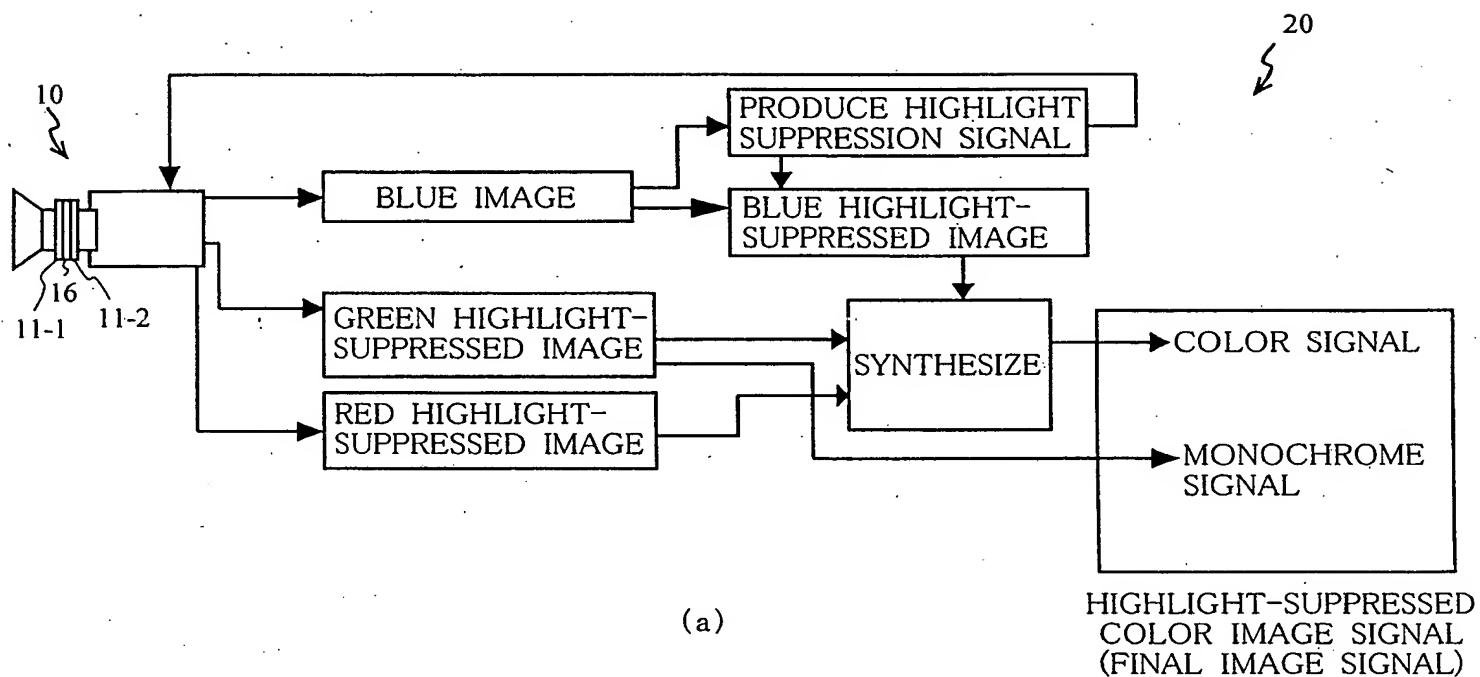 20
10
PRODUCE HIGHLIGHT
SUPPRESSION SIGNAL
BLUE IMAGE
BLUE HIGHLIGHT-
SUPPRESSED IMAGE
16
11-1
11-2
GREEN HIGHLIGHT-
SUPPRESSED IMAGE
SYNTHESIZE
COLOR SIGNAL
RED HIGHLIGHT-
SUPPRESSED IMAGE
MONOCHROME
SIGNAL
HIGHLIGHT-SUPPRESSED
COLOR IMAGE SIGNAL
(FINAL IMAGE SIGNAL)
(a)